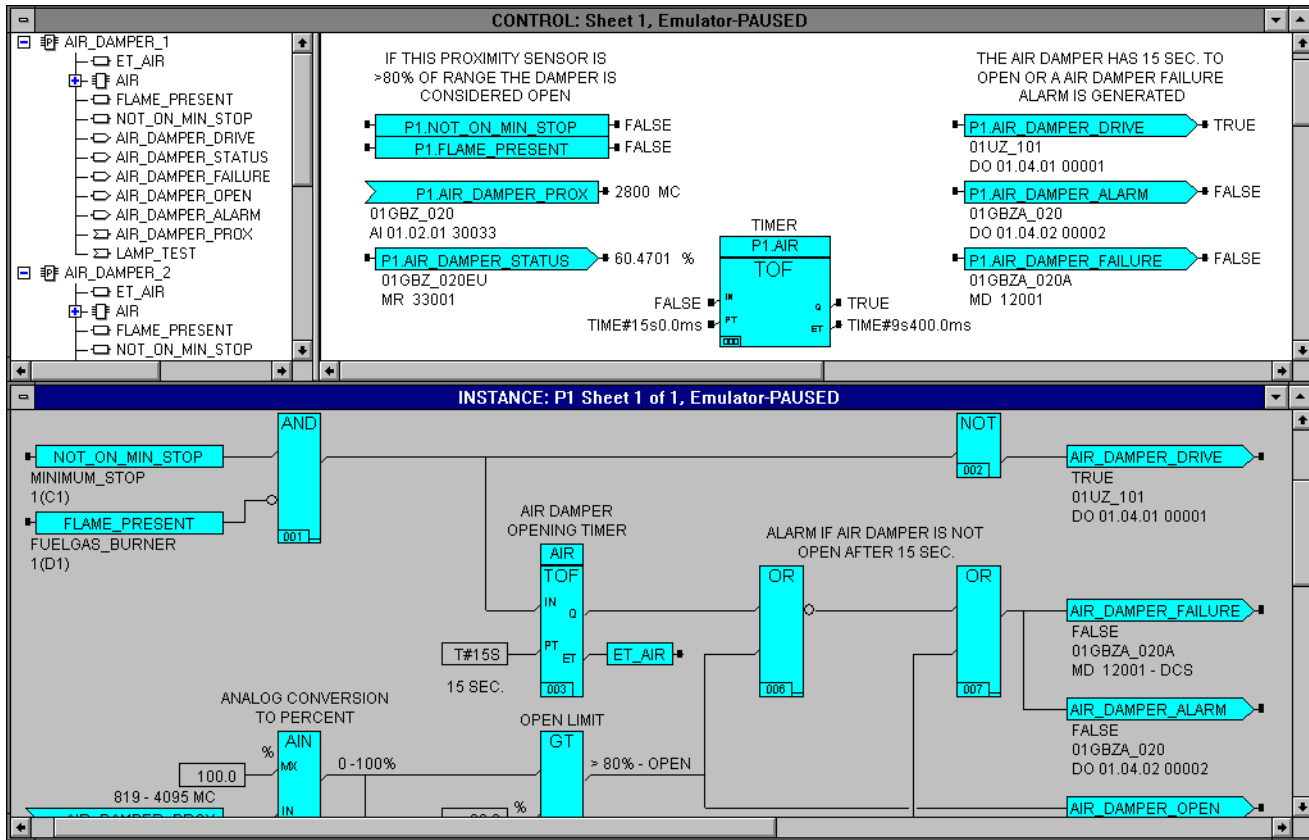 CONTROL: Sheet 1, Emulator-PAUSED
AIR_DAMPER_1
ET_AIR
AIR
FLAME_PRESENT
NOT_ON_MIN_STOP
AIR_DAMPER_DRIVE
AIR_DAMPER_STATUS
AIR_DAMPER_FAILURE
AIR_DAMPER_OPEN
AIR_DAMPER_ALARM
AIR_DAMPER_PROX
LAMP_TEST
AIR_DAMPER_2
ET_AIR
AIR
FLAME_PRESENT
NOT_ON_MIN_STOP
IF THIS PROXIMITY SENSOR IS
>80% OF RANGE THE DAMPER IS
CONSIDERED OPEN
P1.NOT_ON_MIN_STOP FALSE
P1.FLAME_PRESENT FALSE
P1.AIR_DAMPER_PROX 2800 MC
01GBZ_020
AI 01.02.01 30033
P1.AIR_DAMPER_STATUS 60.4701 %
01GBZ_020EU
MR 33001
TIMER
P1.AIR
TOF
FALSE IN Q TRUE
TIME#15s0.0ms PT ET TIME#9s400.0ms
000
THE AIR DAMPER HAS 15 SEC. TO
OPEN OR A AIR DAMPER FAILURE
ALARM IS GENERATED
P1.AIR_DAMPER_DRIVE TRUE
01UZ_101
DO 01.04.01 00001
P1.AIR_DAMPER_ALARM FALSE
01GBZA_020
DO 01.04.02 00002
P1.AIR_DAMPER_FAILURE FALSE
01GBZA_020A
MD 12001
INSTANCE: P1 Sheet 1 of 1, Emulator-PAUSED
NOT_ON_MIN_STOP
MINIMUM_STOP
1(C1)
FLAME_PRESENT
FUELGAS_BURNER
1(D1)
AND
001
NOT
002
AIR_DAMPER_DRIVE
TRUE
01UZ_101
DO 01.04.01 00001
AIR DAMPER
OPENING TIMER
AIR
TOF
IN Q
T#15S PT ET ET_AIR
15 SEC.
003
ALARM IF AIR DAMPER IS NOT
OPEN AFTER 15 SEC.
OR
006
OR
007
AIR_DAMPER_FAILURE
FALSE
01GBZA_020A
MD 12001 - DCS
AIR_DAMPER_ALARM
FALSE
01GBZA_020
DO 01.04.02 00002
AIR_DAMPER_OPEN
ANALOG CONVERSION
TO PERCENT
AIN
% MX
100.0
0 -100%
819 - 4095 MC
AIR_DAMPER_PROX
IN
OPEN LIMIT
GT
> 80% - OPEN
%